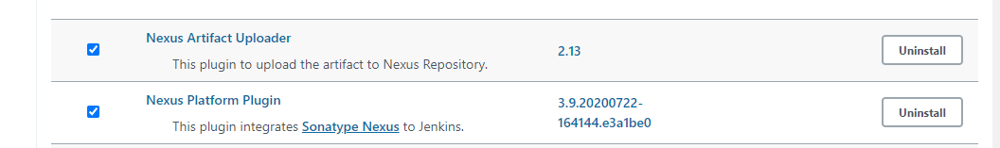 Nexus Artifact Uploader
This plugin to upload the artifact to Nexus Repository.
2.13
Uninstall
Nexus Platform Plugin
This plugin integrates Sonatype Nexus to Jenkins.
3.9.20200722-
164144.e3a1be0
Uninstall